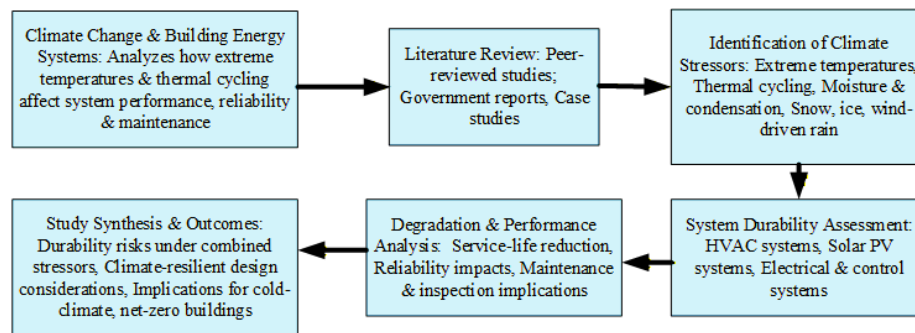 Climate Change & Building Energy
Systems: Analyzes how extreme
temperatures & thermal cycling
affect system performance, reliability
& maintenance
Literature Review: Peer-
reviewed studies;
Government reports, Case
studies
Identification of Climate
Stressors: Extreme temperatures,
Thermal cycling, Moisture &
condensation, Snow, ice, wind-
driven rain
System Durability Assessment:
HVAC systems, Solar PV
systems, Electrical & control
systems
Degradation & Performance
Analysis: Service-life reduction,
Reliability impacts, Maintenance
& inspection implications
Study Synthesis & Outcomes:
Durability risks under combined
stressors, Climate-resilient design
considerations, Implications for cold-
climate, net-zero buildings